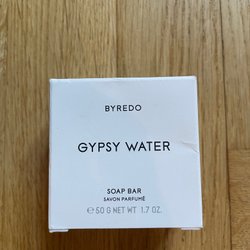 BYREDO
GYPSY WATER
SOAP BAR
SAVON PARFUMÉ
℮50 G NET WT 1.7 OZ.